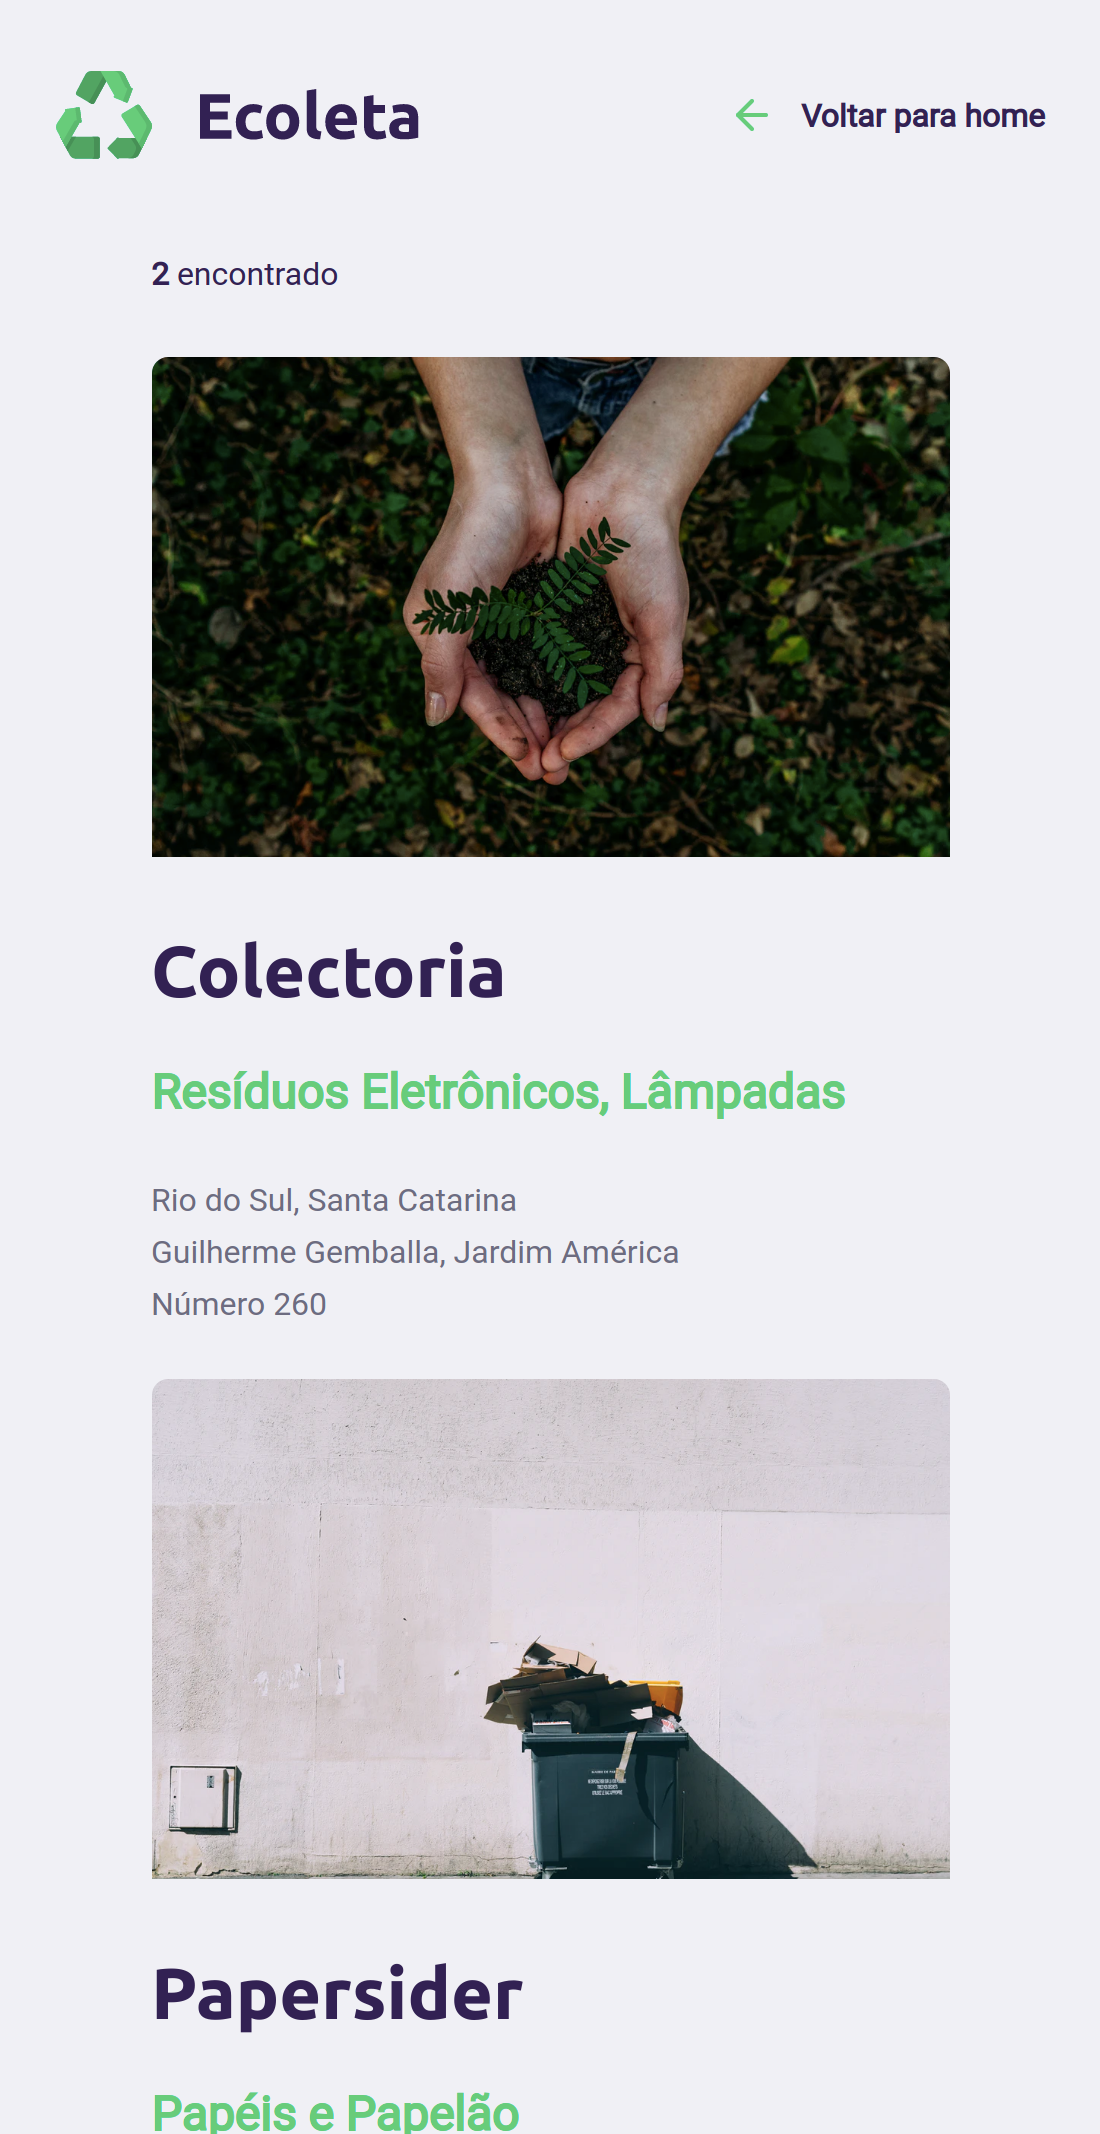 Ecoleta
Voltar para home
2 encontrado
Colectoria
Resíduos Eletrônicos, Lâmpadas
Rio do Sul, Santa Catarina
Guilherme Gemballa, Jardim América
Número 260
Papersider
Papéis e Papelão